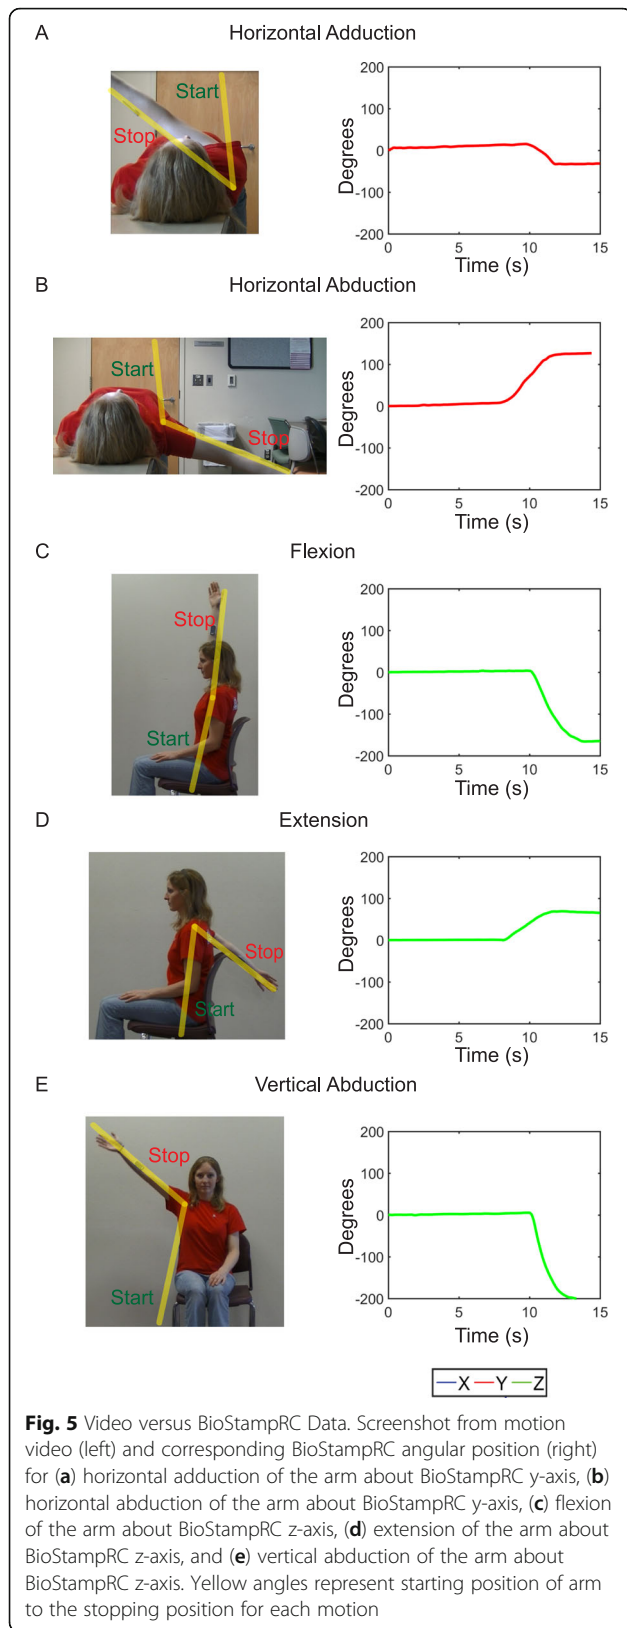 A Horizontal Adduction
Start
Stop
200
100
0
-100
-200
Degrees
0 5 10 15
Time (s)
B Horizontal Abduction
Start
Stop
200
100
0
-100
-200
Degrees
0 5 10 15
Time (s)
C Flexion
Stop
Start
200
100
0
-100
-200
Degrees
0 5 10 15
Time (s)
D Extension
Stop
Start
200
100
0
-100
-200
Degrees
0 5 10 15
Time (s)
E Vertical Abduction
Stop
Start
200
100
0
-100
-200
Degrees
0 5 10 15
Time (s)
X Y Z
Fig. 5 Video versus BioStampRC Data. Screenshot from motion
video (left) and corresponding BioStampRC angular position (right)
for (a) horizontal adduction of the arm about BioStampRC y-axis, (b)
horizontal abduction of the arm about BioStampRC y-axis, (c) flexion
of the arm about BioStampRC z-axis, (d) extension of the arm about
BioStampRC z-axis, and (e) vertical abduction of the arm about
BioStampRC z-axis. Yellow angles represent starting position of arm
to the stopping position for each motion